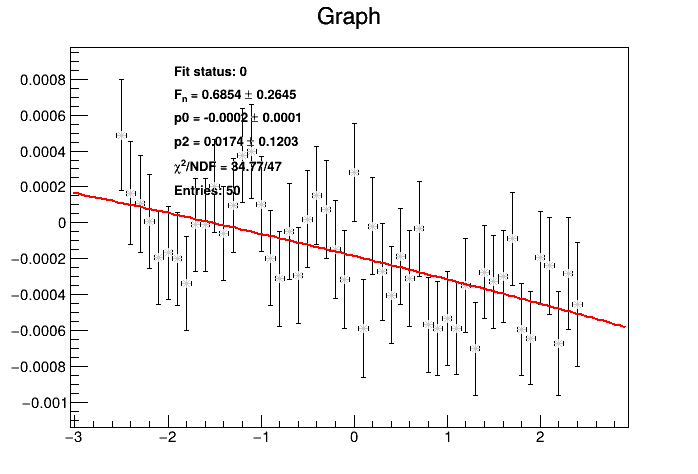 Graph
Fit status: 0
Fn = 0.6854 ± 0.2645
p0 = -0.0002 ± 0.0001
p2 = 0.0174 ± 0.1203
χ²/NDF = 34.77/47
Entries: 50
0.0008
0.0006
0.0004
0.0002
0
−0.0002
−0.0004
−0.0006
−0.0008
−0.001
−3 −2 −1 0 1 2